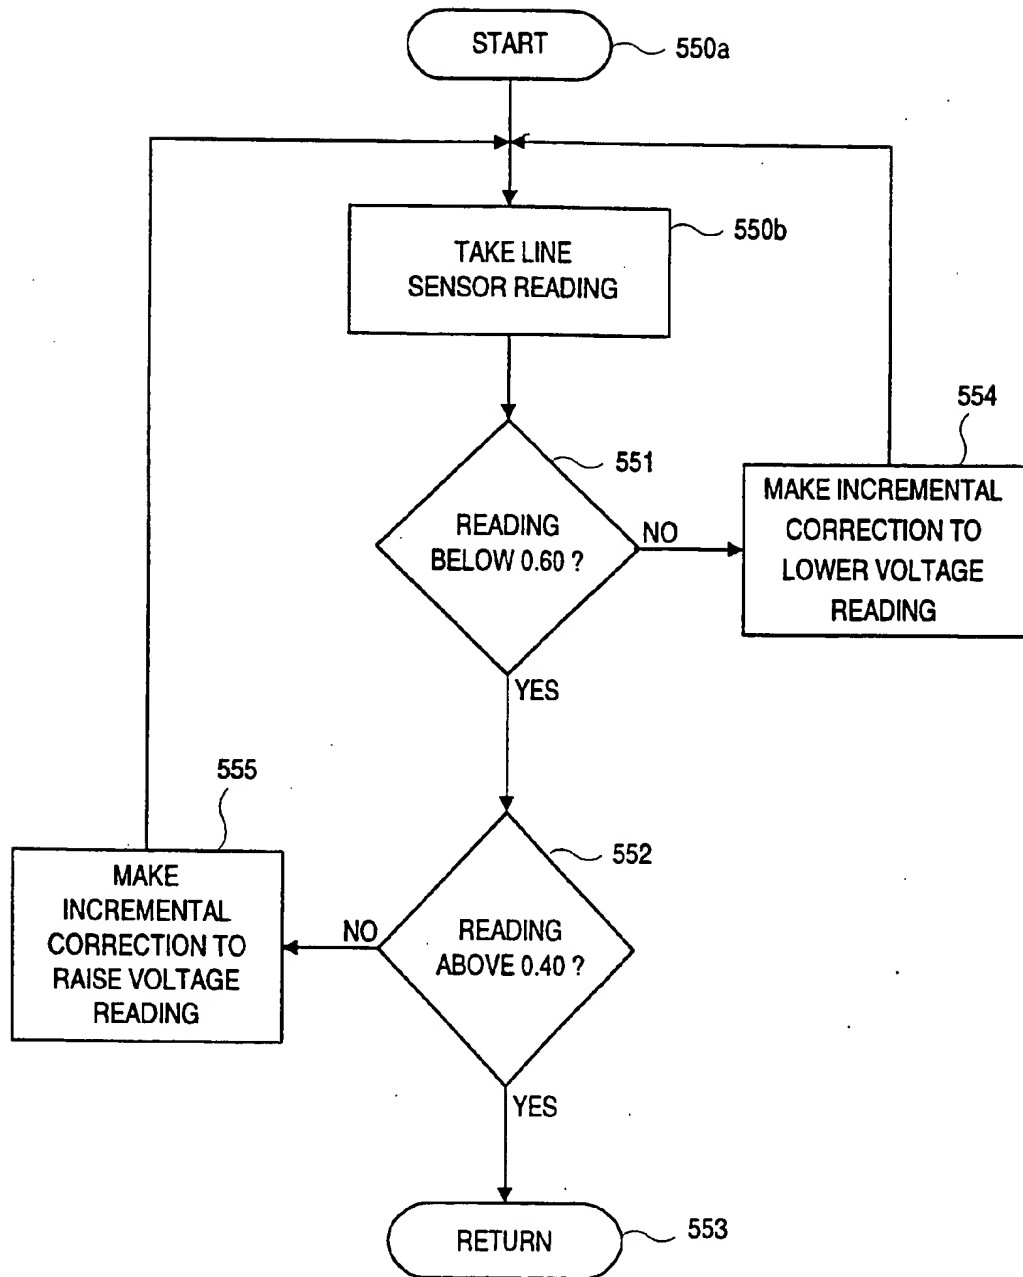 START
550a
TAKE LINE
SENSOR READING
550b
READING
BELOW 0.60 ?
551
NO
YES
554
MAKE INCREMENTAL
CORRECTION TO
LOWER VOLTAGE
READING
555
MAKE
INCREMENTAL
CORRECTION TO
RAISE VOLTAGE
READING
NO
READING
ABOVE 0.40 ?
552
YES
RETURN
553